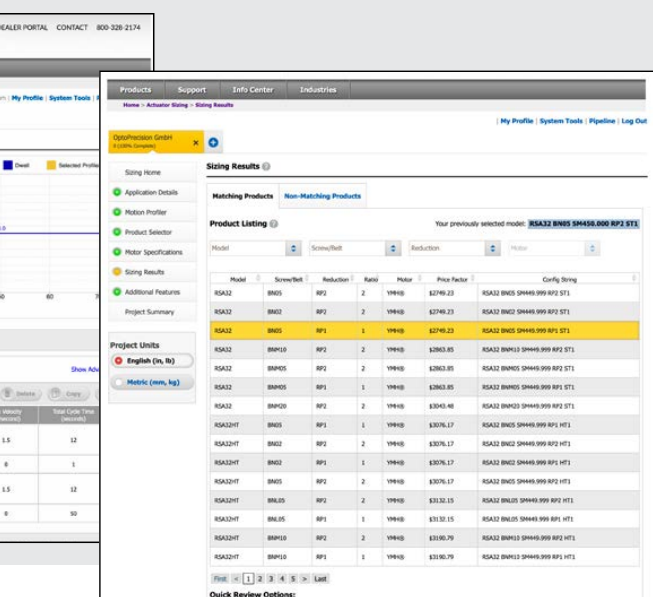 DEALER PORTAL CONTACT 800-328-2174
My Profile | System Tools |
Dwell Selected Profile
60
Show Adv
Delete Copy
Velocity Total Cycle Time
(seconds)
1.5 12
0 1
1.5 12
0 50
Products Support Info Center Industries
Home > Actuator Sizing > Sizing Results
| My Profile | System Tools | Pipeline | Log Out
OptoPrecision GmbH
Sizing Home
Application Details
Motion Profiler
Product Selector
Motor Specifications
Sizing Results
Additional Features
Project Summary
Project Units
English (in, lb)
Metric (mm, kg)
Sizing Results
Matching Products Non-Matching Products
Product Listing Your previously selected model: RSA32 BN05 SM450.000 RP2 ST1
Model Screw/Belt Reduction Motor
Model Screw/Belt Reduction Ratio Motor Price Factor Config String
RSA32 BN05 RP2 2 YMH® $2749.23 RSA32 BN05 SM449.999 RP2 ST1
RSA32 BN02 RP2 2 YMH® $2749.23 RSA32 BN02 SM449.999 RP2 ST1
RSA32 BN05 RP1 1 YMH® $2749.23 RSA32 BN05 SM449.999 RP1 ST1
RSA32 BNM10 RP2 2 YMH® $2863.85 RSA32 BNM10 SM449.999 RP2 ST1
RSA32 BNM05 RP2 2 YMH® $2863.85 RSA32 BNM05 SM449.999 RP2 ST1
RSA32 BNM05 RP1 1 YMH® $2863.85 RSA32 BNM05 SM449.999 RP1 ST1
RSA32 BNM20 RP2 2 YMH® $3043.48 RSA32 BNM20 SM449.999 RP2 ST1
RSA32HT BN05 RP1 1 YMH® $3076.17 RSA32 BN05 SM449.999 RP1 HT1
RSA32HT BN02 RP2 2 YMH® $3076.17 RSA32 BN02 SM449.999 RP2 HT1
RSA32HT BN02 RP1 1 YMH® $3076.17 RSA32 BN02 SM449.999 RP1 HT1
RSA32HT BN05 RP2 2 YMH® $3076.17 RSA32 BN05 SM449.999 RP2 HT1
RSA32HT BNL05 RP2 2 YMH® $3132.15 RSA32 BNL05 SM449.999 RP2 HT1
RSA32HT BNL05 RP1 1 YMH® $3132.15 RSA32 BNL05 SM449.999 RP1 HT1
RSA32HT BNM10 RP2 2 YMH® $3190.79 RSA32 BNM10 SM449.999 RP2 HT1
RSA32HT BNM10 RP1 1 YMH® $3190.79 RSA32 BNM10 SM449.999 RP1 HT1
First < 1 2 3 4 5 > Last
Quick Review Options: